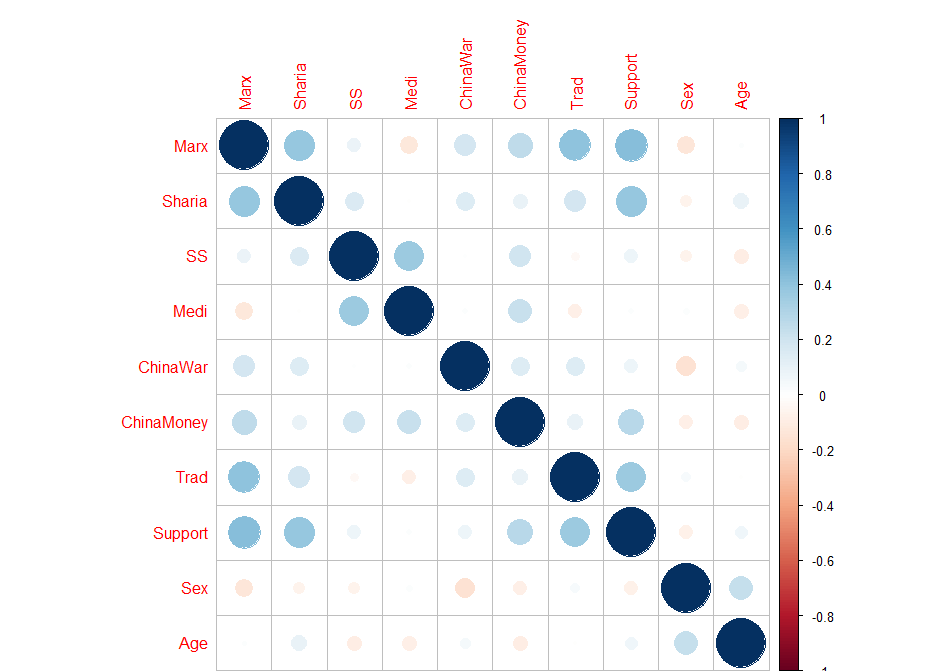 Marx
Sharia
SS
Medi
ChinaWar
ChinaMoney
Trad
Support
Sex
Age
Marx
Sharia
SS
Medi
ChinaWar
ChinaMoney
Trad
Support
Sex
Age
1
0.8
0.6
0.4
0.2
0
-0.2
-0.4
-0.6
-0.8
-1